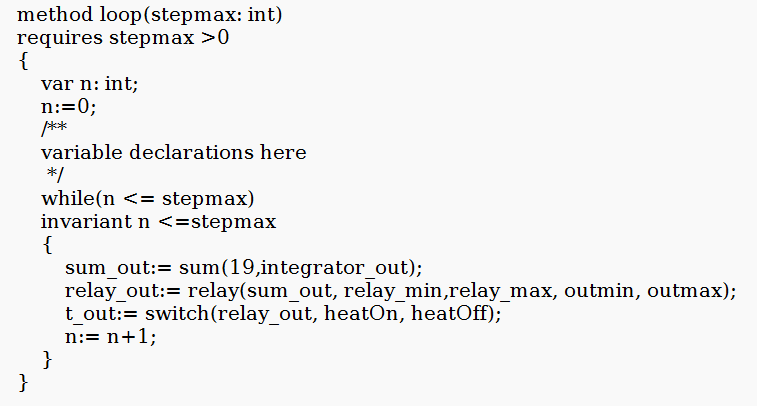 method loop(stepmax: int)
requires stepmax >0
{
var n: int;
n:=0;
/**
variable declarations here
*/
while(n <= stepmax)
invariant n <=stepmax
{
sum_out:= sum(19,integrator_out);
relay_out:= relay(sum_out, relay_min,relay_max, outmin, outmax);
t_out:= switch(relay_out, heatOn, heatOff);
n:= n+1;
}
}